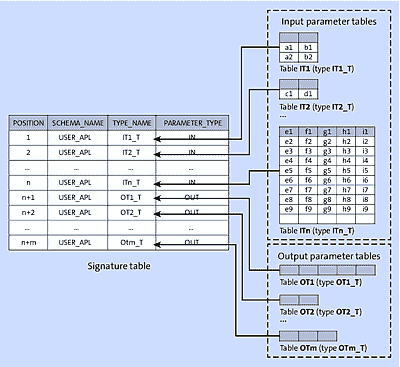 Input parameter tables
a1 b1
a2 b2
Table IT1 (type IT1_T)
c1 d1
Table IT2 (type IT2_T)
...
e1 f1 g1 h1 i1
e2 f2 g2 h2 i2
e3 f3 g3 h3 i3
e4 f4 g4 h4 i4
e5 f5 g5 h5 i5
e6 f6 g6 h6 i6
e7 f7 g7 h7 i7
e8 f8 g8 h8 i8
e9 f9 g9 h9 i9
Table ITn (type ITn_T)
POSITION SCHEMA_NAME TYPE_NAME PARAMETER_TYPE
1 USER_APL IT1_T IN
2 USER_APL IT2_T IN
... ... ... ...
n USER_APL ITn_T IN
n+1 USER_APL OT1_T OUT
n+2 USER_APL OT2_T OUT
... ... ... ...
n+m USER_APL Otm_T OUT
Signature table
Output parameter tables
Table OT1 (type OT1_T)
Table OT2 (type OT2_T)
...
Table OTm (type OTm_T)